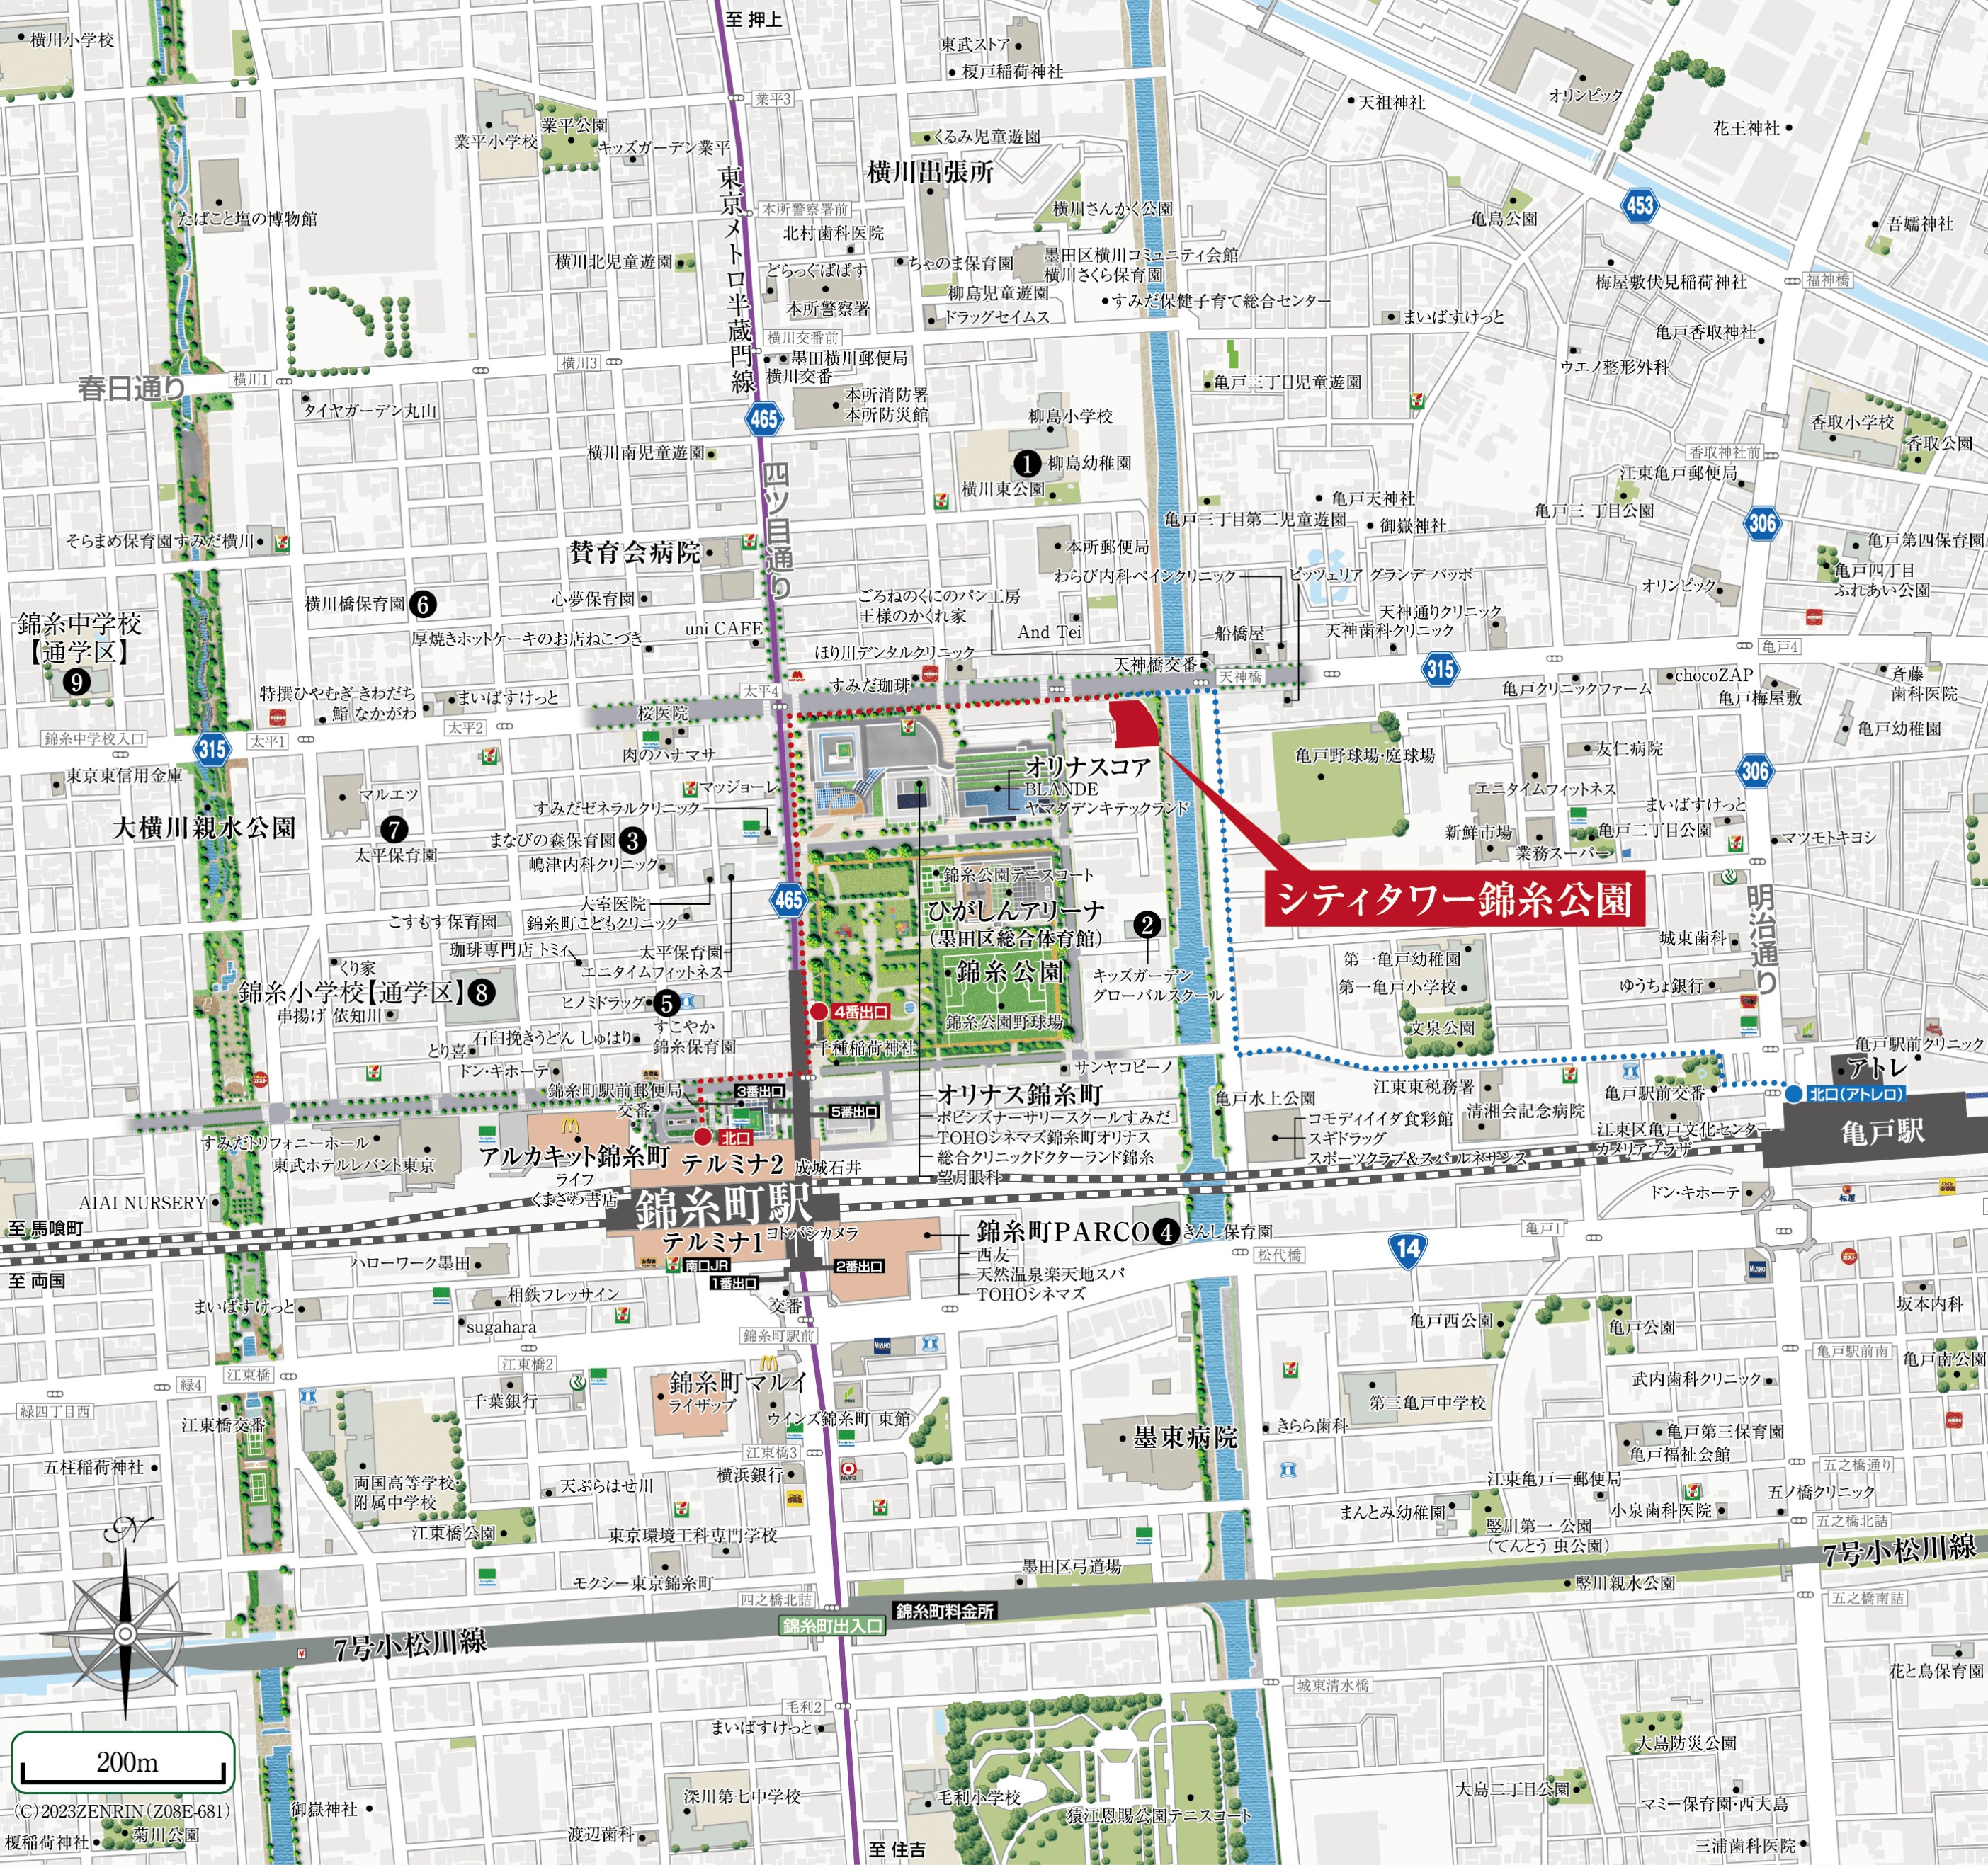 至 押上
横川小学校
東武ストア
榎戸稲荷神社
業平3
天祖神社
オリンピック
花王神社
業平公園
業平小学校
キッズガーデン業平
くるみ児童遊園
横川出張所
東京メトロ半蔵門線
たばこと塩の博物館
本所警察署前
横川さんかく公園
亀島公園
453
吾嬬神社
北村歯科医院
横川北児童遊園
どらっぐぱぱす
ちゃのま保育園
墨田区横川コミュニティ会館
横川さくら保育園
梅屋敷伏見稲荷神社
福神橋
本所警察署
柳島児童遊園
すみだ保健子育て総合センター
ドラッグセイムス
まいばすけっと
亀戸香取神社
横川交番前
横川3
墨田横川郵便局
横川交番
ウエノ整形外科
春日通り
横川1
タイヤガーデン丸山
本所消防署
本所防災館
亀戸三丁目児童遊園
465
柳島小学校
香取小学校
香取公園
横川南児童遊園
1
柳島幼稚園
香取神社前
江東亀戸郵便局
四ツ目通り
横川東公園
亀戸天神社
亀戸三丁目第二児童遊園
御嶽神社
亀戸三丁目公園
306
そらまめ保育園すみだ横川
賛育会病院
本所郵便局
亀戸第四保育園
わらび内科ペインクリニック
ピッツェリア グランデ バッボ
亀戸四丁目
ふれあい公園
オリンピック
横川橋保育園
6
心夢保育園
ごろねのくにのパン工房
王様のかくれ家
天神通りクリニック
天神歯科クリニック
錦糸中学校
【通学区】
9
厚焼きホットケーキのお店ねこづき
uni CAFE
And Tei
船橋屋
亀戸4
ほり川デンタルクリニック
天神橋交番
天神橋
315
chocoZAP
斉藤
歯科医院
特撰ひやむぎ きわだち
鮨 なかがわ
まいばすけっと
太平4
すみだ珈琲
亀戸クリニックファーム
亀戸梅屋敷
桜医院
太平2
錦糸中学校入口
315
太平1
亀戸幼稚園
肉のハナマサ
亀戸野球場・庭球場
友仁病院
東京東信用金庫
マルエツ
マッジョーレ
オリナスコア
BLANDE
ヤマダデンキテックランド
エニタイムフィットネス
306
すみだゼネラルクリニック
まいばすけっと
大横川親水公園
7
太平保育園
まなびの森保育園
3
新鮮市場
亀戸二丁目公園
マツモトキヨシ
嶋津内科クリニック
錦糸公園テニスコート
業務スーパー
大室医院
465
シティタワー錦糸公園
明治通り
こすもす保育園
錦糸町こどもクリニック
ひがしんアリーナ
(墨田区総合体育館)
2
珈琲専門店 トミィ
太平保育園
エニタイムフィットネス
城東歯科
くり家
錦糸公園
第一亀戸幼稚園
キッズガーデン
グローバルスクール
錦糸小学校【通学区】
8
ヒノミドラッグ
5
第一亀戸小学校
ゆうちょ銀行
串揚げ 依知川
4番出口
錦糸公園野球場
文泉公園
とり喜
石臼挽きうどん しゅはり
すこやか
錦糸保育園
千種稲荷神社
亀戸駅前クリニック
ドン・キホーテ
サンヤコピーノ
アトレ
錦糸町駅前郵便局
交番
3番出口
5番出口
オリナス錦糸町
ポピンズナーサリースクールすみだ
TOHOシネマズ錦糸町オリナス
総合クリニックドクターランド錦糸
望月眼科
江東東税務署
亀戸駅前交番
北口(アトレ口)
亀戸水上公園
コモディイイダ食彩館
スギドラッグ
スポーツクラブ&スパ ルネサンス
清湘会記念病院
江東区亀戸文化センター
カメリアプラザ
亀戸駅
すみだトリフォニーホール
東武ホテルレバント東京
アルカキット錦糸町
ライフ
くまざわ書店
北口
テルミナ2
成城石井
AIAI NURSERY
至 馬喰町
錦糸町駅
テルミナ1
ヨドバシカメラ
錦糸町PARCO
西友
天然温泉楽天地スパ
TOHOシネマズ
4
きんし保育園
ドン・キホーテ
亀戸1
松代橋
14
至 両国
ハローワーク墨田
南口JR
1番出口
2番出口
交番
まいばすけっと
相鉄フレッサイン
sugahara
坂本内科
錦糸町駅前
亀戸西公園
亀戸公園
亀戸駅前南
亀戸南公園
江東橋2
江東橋
緑4
緑四丁目西
千葉銀行
錦糸町マルイ
ライザップ
武内歯科クリニック
第三亀戸中学校
江東橋交番
ウインズ錦糸町 東館
墨東病院
きらら歯科
亀戸第三保育園
亀戸福祉会館
江東橋3
五柱稲荷神社
横浜銀行
五之橋通り
両国高等学校・
附属中学校
天ぷらはせ川
江東亀戸一郵便局
まんとみ幼稚園
小泉歯科医院
五ノ橋クリニック
江東橋公園
東京環境工科専門学校
竪川第一 公園
(てんとう 虫公園)
五之橋北詰
7号小松川線
モクシー東京錦糸町
墨田区弓道場
竪川親水公園
四之橋北詰
錦糸町料金所
錦糸町出入口
五之橋南詰
7号小松川線
N
花と鳥保育園
城東清水橋
毛利2
まいばすけっと
大島防災公園
200m
(C)2023ZENRIN(Z08E-681)
御嶽神社
深川第七中学校
毛利小学校
猿江恩賜公園テニスコート
大島二丁目公園
マミー保育園・西大島
榎稲荷神社
菊川公園
渡辺歯科
至 住吉
三浦歯科医院